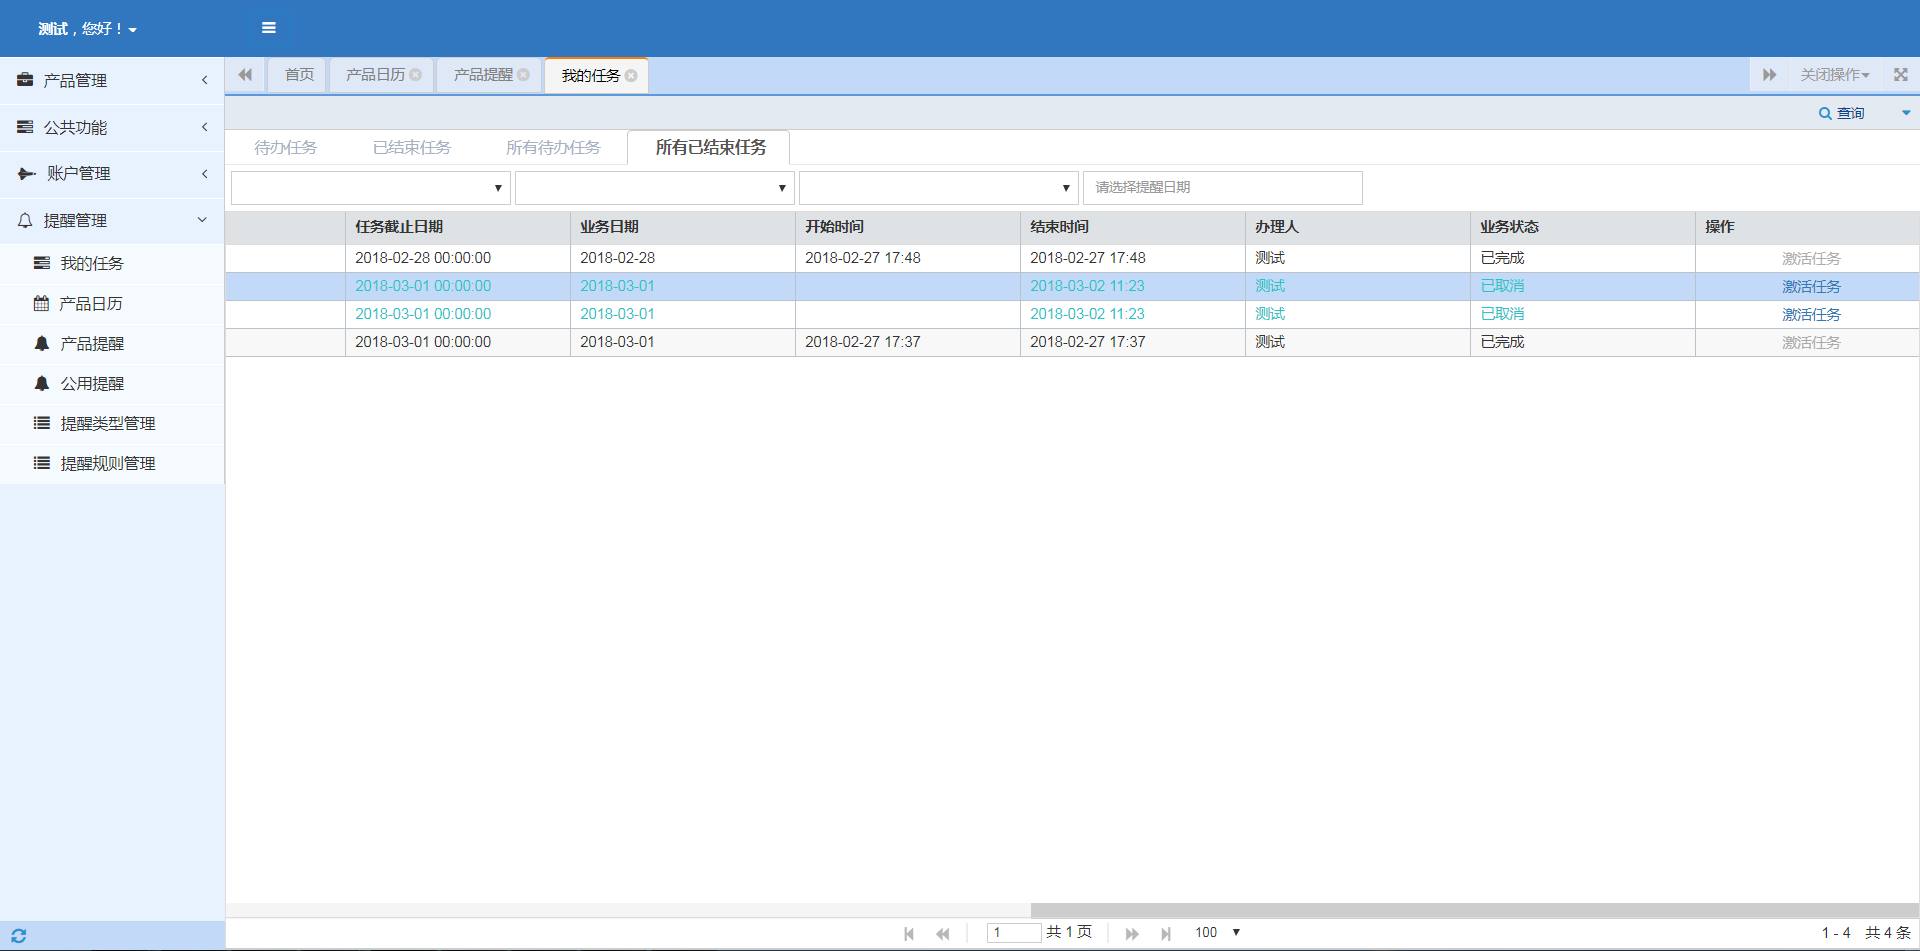 测试，您好！
首页 产品日历 产品提醒 我的任务 关闭操作
产品管理
公共功能
账户管理
提醒管理
我的任务
产品日历
产品提醒
公用提醒
提醒类型管理
提醒规则管理
查询
待办任务 已结束任务 所有待办任务 所有已结束任务
请选择提醒日期
任务截止日期 业务日期 开始时间 结束时间 办理人 业务状态 操作
2018-02-28 00:00:00 2018-02-28 2018-02-27 17:48 2018-02-27 17:48 测试 已完成 激活任务
2018-03-01 00:00:00 2018-03-01 2018-03-02 11:23 测试 已取消 激活任务
2018-03-01 00:00:00 2018-03-01 2018-03-02 11:23 测试 已取消 激活任务
2018-03-01 00:00:00 2018-03-01 2018-02-27 17:37 2018-02-27 17:37 测试 已完成 激活任务
1 共 1 页 100 1 - 4 共 4 条